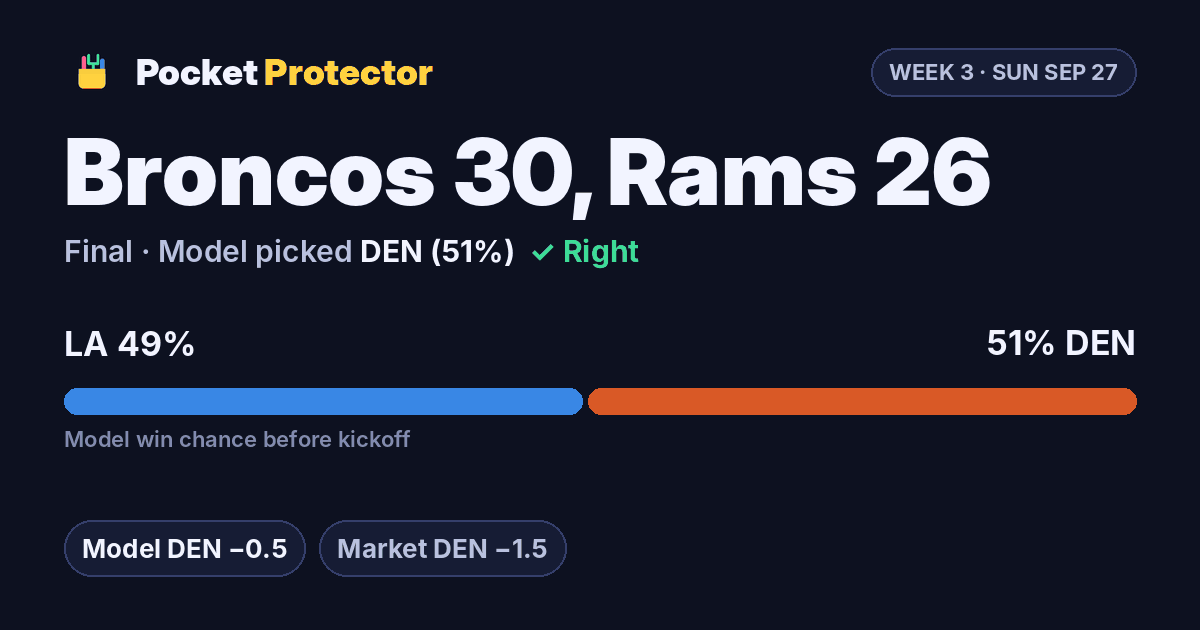 Pocket Protector
WEEK 3 · SUN SEP 27
Broncos 30, Rams 26
Final · Model picked DEN (51%) ✓ Right
LA 49%
51% DEN
Model win chance before kickoff
Model DEN −0.5
Market DEN −1.5